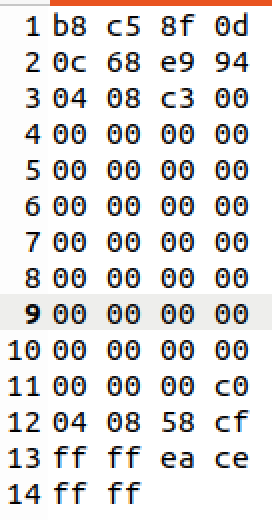 1 b8 c5 8f 0d
2 0c 68 e9 94
3 04 08 c3 00
4 00 00 00 00
5 00 00 00 00
6 00 00 00 00
7 00 00 00 00
8 00 00 00 00
9 00 00 00 00
10 00 00 00 00
11 00 00 00 c0
12 04 08 58 cf
13 ff ff ea ce
14 ff ff